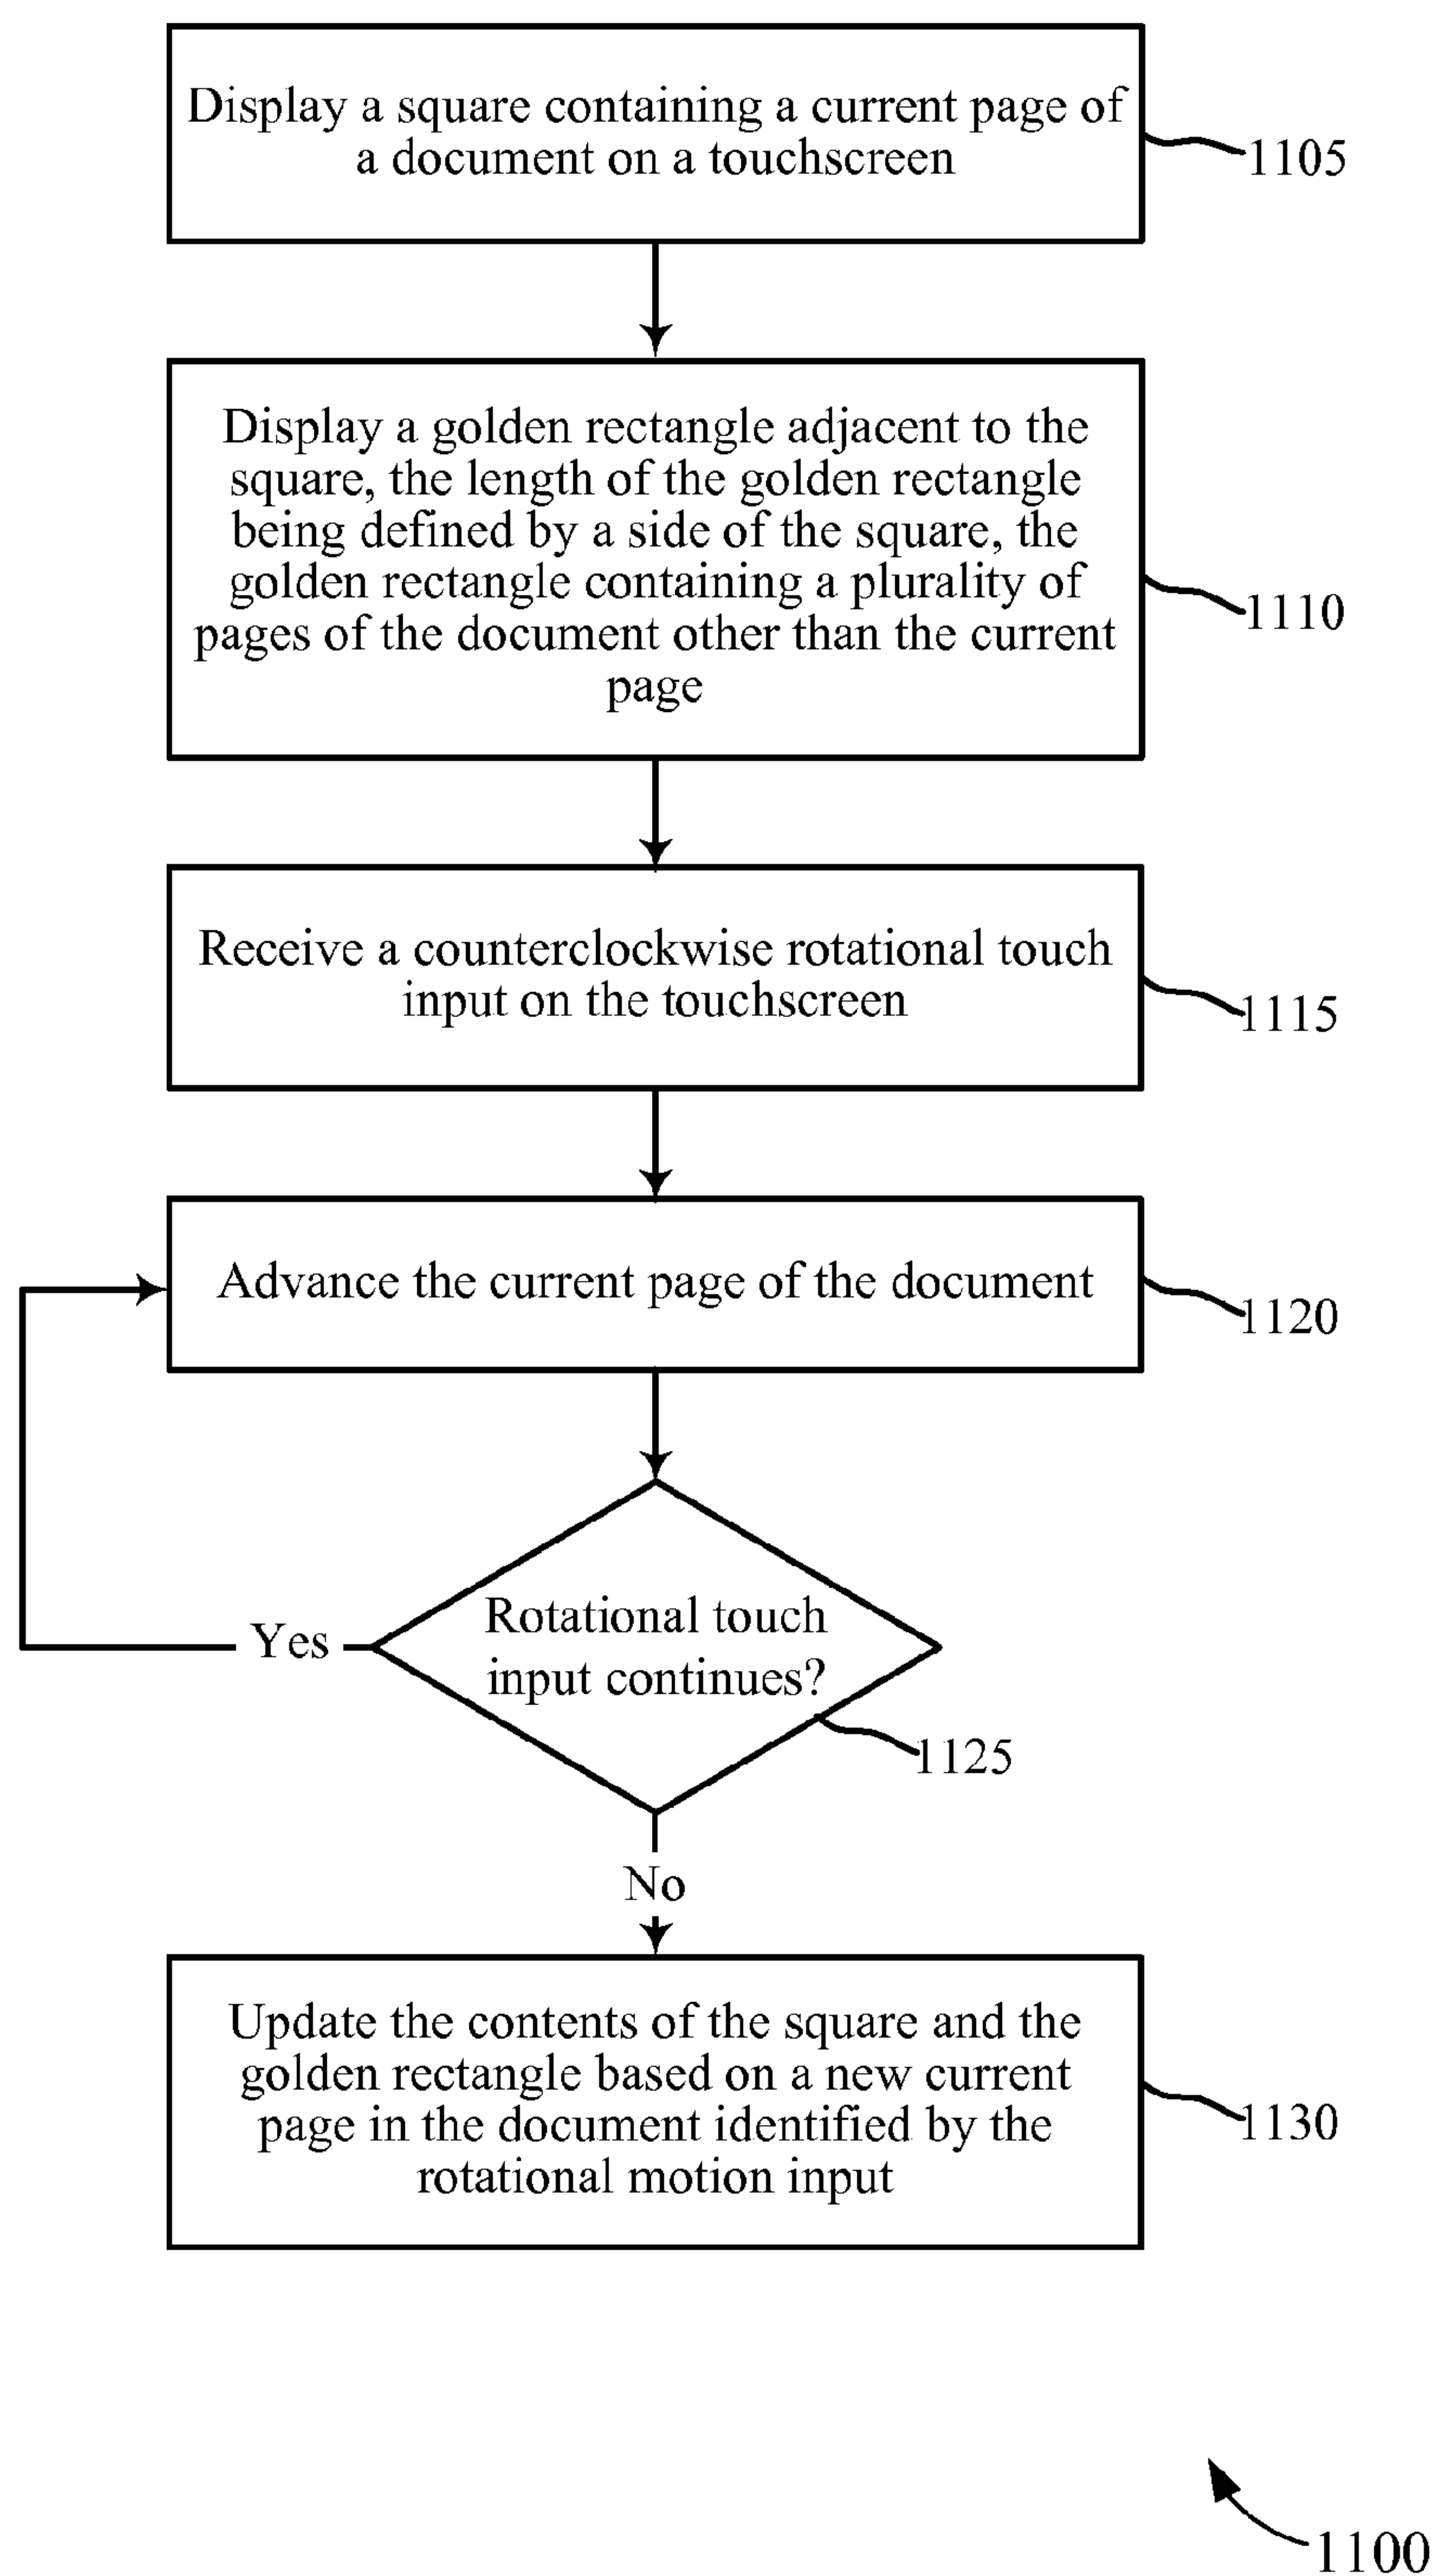 Display a square containing a current page of
a document on a touchscreen
1105
Display a golden rectangle adjacent to the
square, the length of the golden rectangle
being defined by a side of the square, the
golden rectangle containing a plurality of
pages of the document other than the current
page
1110
Receive a counterclockwise rotational touch
input on the touchscreen
1115
Advance the current page of the document
1120
Rotational touch
input continues?
Yes
1125
No
Update the contents of the square and the
golden rectangle based on a new current
page in the document identified by the
rotational motion input
1130
1100